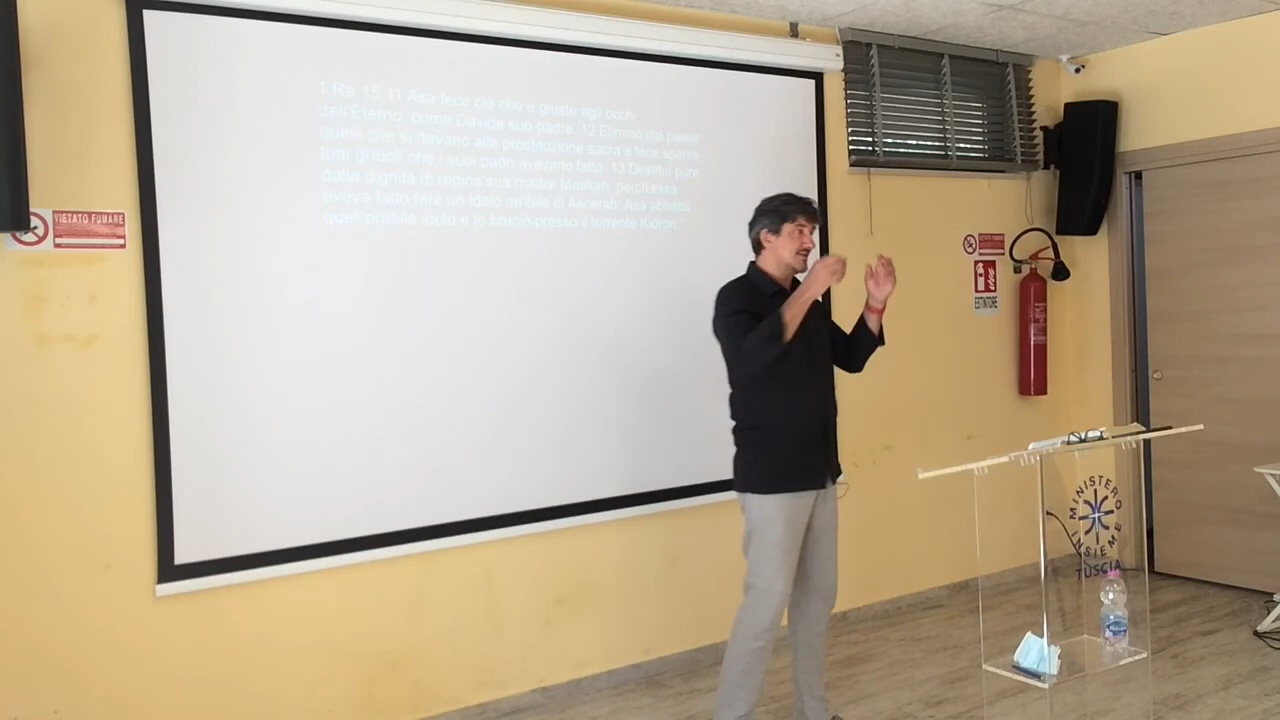 1 Re 15:11 Asa fece ciò che è giusto agli occhi
dell'Eterno, come Davide suo padre. 12 Eliminò dal paese
quelli che si davano alla prostituzione sacra e fece sparire
tutti gl'idoli che i suoi padri avevano fatto. 13 Destituì pure
dalla dignità di regina sua madre Maakah, perch'essa
aveva fatto fare un idolo orribile di Ascerah. Asa abbatté
quell'orribile idolo e lo bruciò presso il torrente Kidron.
VIETATO FUMARE
VIETATO FUMARE
ESTINTORE
MINISTERO
INSIEME
TUSCIA